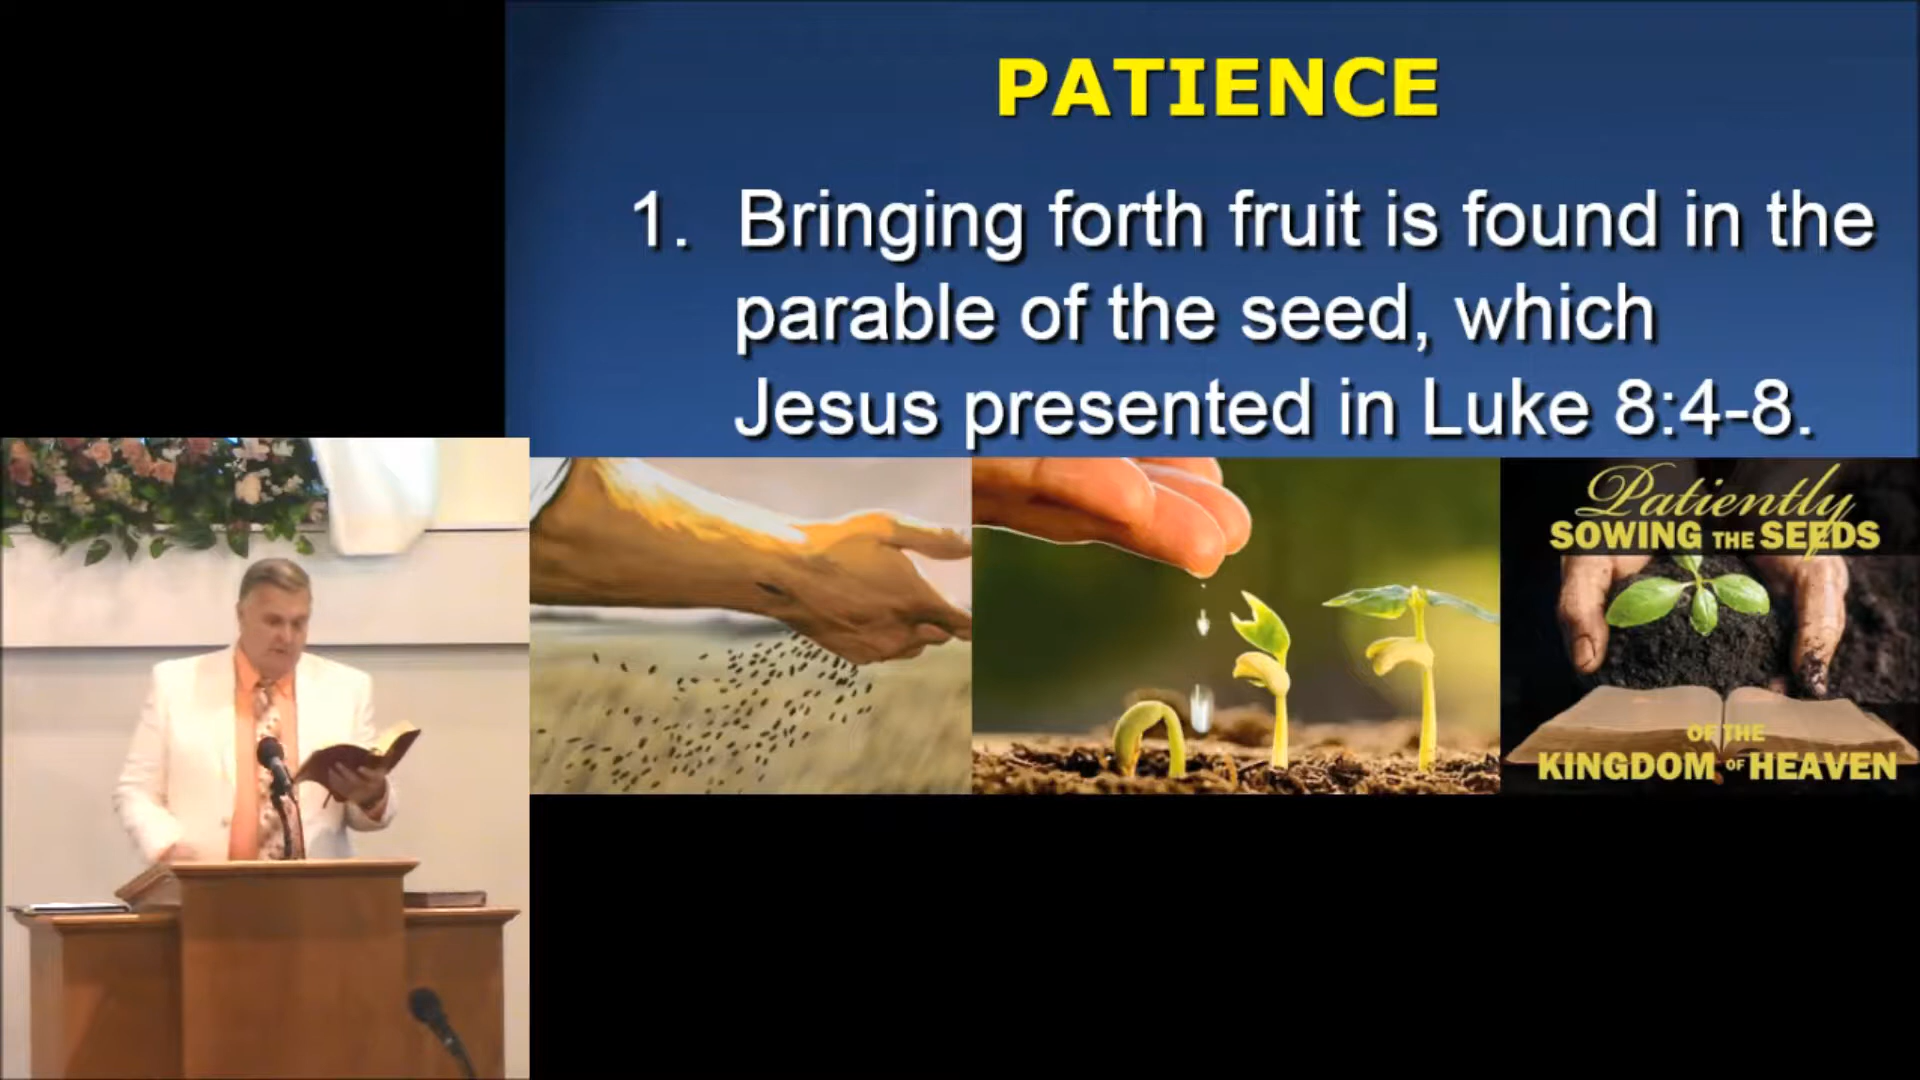 PATIENCE
1. Bringing forth fruit is found in the
parable of the seed, which
Jesus presented in Luke 8:4-8.
Patiently
SOWING THE SEEDS
OF THE
KINGDOM OF HEAVEN